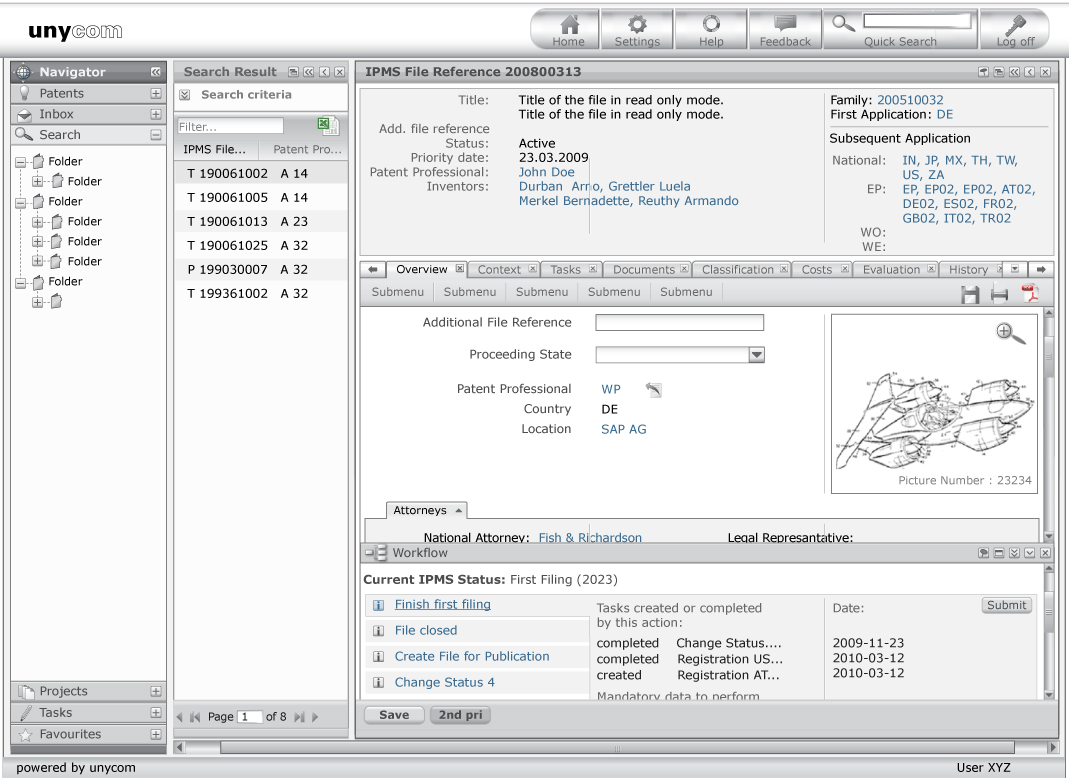 unycom
Home
Settings
Help
Feedback
Quick Search
Log off
Navigator
Patents
Inbox
Search
Folder
Folder
Folder
Folder
Folder
Folder
Folder
Projects
Tasks
Favourites
Search Result
Search criteria
Filter...
IPMS File... Patent Pro...
T 190061002 A 14
T 190061005 A 14
T 190061013 A 23
T 190061025 A 32
P 199030007 A 32
T 199361002 A 32
Page 1 of 8
IPMS File Reference 200800313
Title: Title of the file in read only mode.
Title of the file in read only mode.
Add. file reference
Status: Active
Priority date: 23.03.2009
Patent Professional: John Doe
Inventors: Durban Arno, Grettler Luela
Merkel Bernadette, Reuthy Armando
Family: 200510032
First Application: DE
Subsequent Application
National: IN, JP, MX, TH, TW,
US, ZA
EP: EP, EP02, EP02, AT02,
DE02, ES02, FR02,
GB02, IT02, TR02
WO:
WE:
Overview Context Tasks Documents Classification Costs Evaluation History
Submenu Submenu Submenu Submenu Submenu
Additional File Reference
Proceeding State
Patent Professional WP
Country DE
Location SAP AG
Picture Number : 23234
Attorneys
National Attorney: Fish & Richardson Legal Represantative:
Workflow
Current IPMS Status: First Filing (2023)
Finish first filing
File closed
Create File for Publication
Change Status 4
Tasks created or completed
by this action:
completed Change Status....
completed Registration US...
created Registration AT...
Mandatory data to perform
Date:
2009-11-23
2010-03-12
2010-03-12
Submit
Save 2nd pri
powered by unycom User XYZ